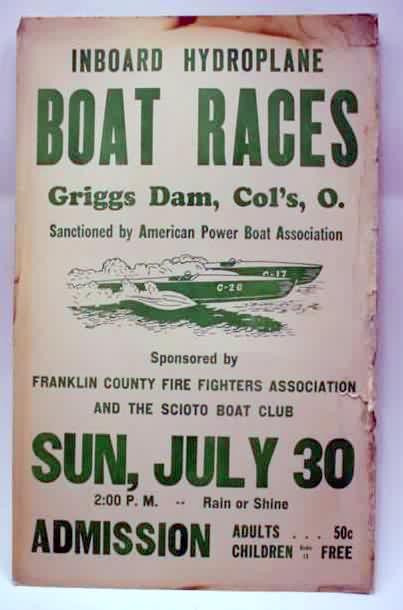 INBOARD HYDROPLANE
BOAT RACES
Griggs Dam, Col's, O.
Sanctioned by American Power Boat Association
C-17
C-26
Sponsored by
FRANKLIN COUNTY FIRE FIGHTERS ASSOCIATION
AND THE SCIOTO BOAT CLUB
SUN, JULY 30
2:00 P. M. -- Rain or Shine
ADMISSION ADULTS . . . 50c
CHILDREN FREE